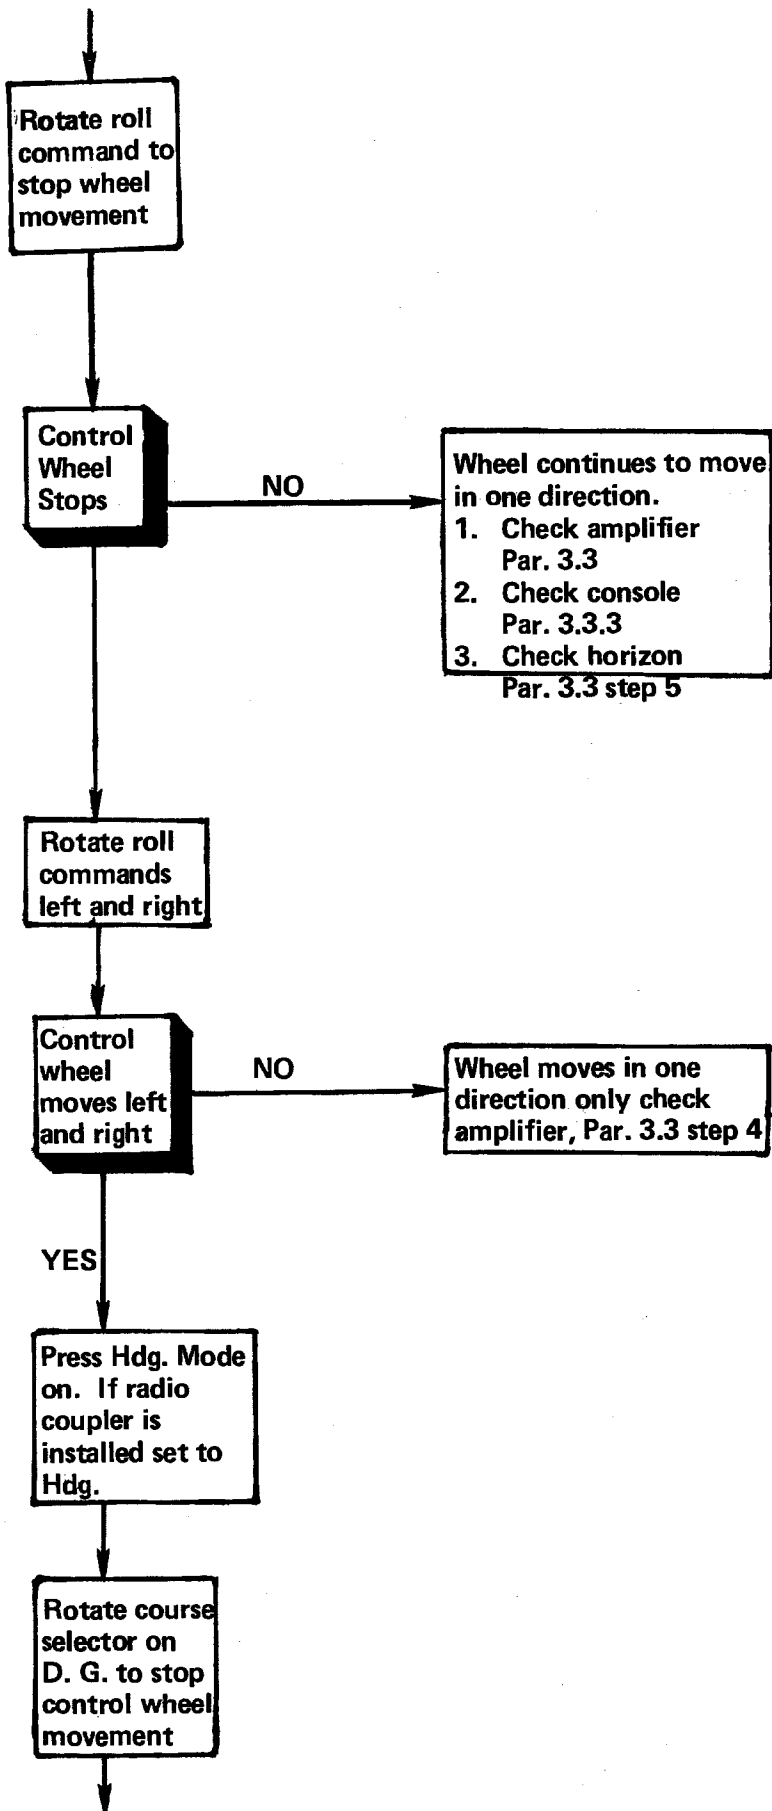 Rotate roll
command to
stop wheel
movement
Control
Wheel
Stops
NO
Wheel continues to move
in one direction.
1. Check amplifier
Par. 3.3
2. Check console
Par. 3.3.3
3. Check horizon
Par. 3.3 step 5
Rotate roll
commands
left and right
Control
wheel
moves left
and right
NO
Wheel moves in one
direction only check
amplifier, Par. 3.3 step 4
YES
Press Hdg. Mode
on. If radio
coupler is
installed set to
Hdg.
Rotate course
selector on
D. G. to stop
control wheel
movement